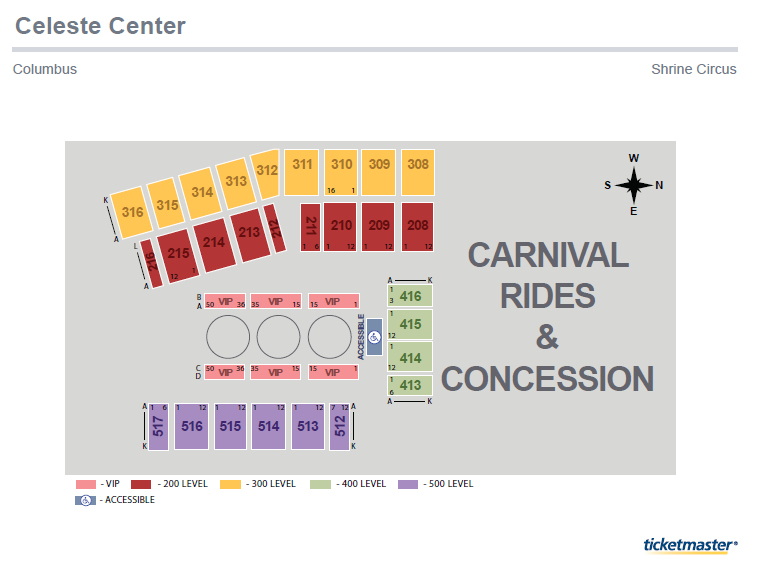 Celeste Center
Columbus
Shrine Circus
W
S N
E
311 310 309 308
16 1
312
313
314
315
316
K
A
L
A
216
215
12 1
214
213
212
211 210 209 208
1 6 1 12 1 12 1 12
CARNIVAL
RIDES
&
CONCESSION
A K
1
3
416
1
12
415
1
12
414
1
6
413
A K
B
A
50 VIP 36 35 VIP 15 15 VIP 1
ACCESSIBLE
C
D
50 VIP 36 35 VIP 15 15 VIP 1
A 1 6 1 12 1 12 1 12 1 12 7 12 A
517 516 515 514 513 512
K K
- VIP - 200 LEVEL - 300 LEVEL - 400 LEVEL - 500 LEVEL
- ACCESSIBLE
ticketmaster®